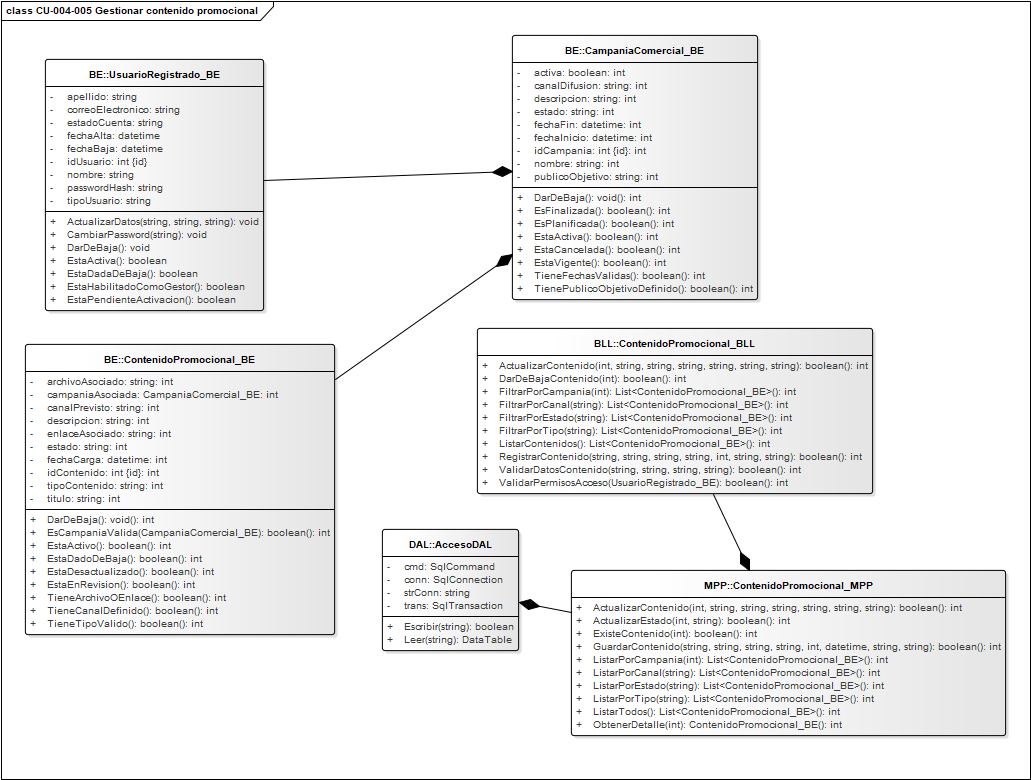 class CU-004-005 Gestionar contenido promocional
BE::UsuarioRegistrado_BE
- apellido: string
- correoElectronico: string
- estadoCuenta: string
- fechaAlta: datetime
- fechaBaja: datetime
- idUsuario: int {id}
- nombre: string
- passwordHash: string
- tipoUsuario: string
+ ActualizarDatos(string, string, string): void
+ CambiarPassword(string): void
+ DarDeBaja(): void
+ EstaActiva(): boolean
+ EstaDadaDeBaja(): boolean
+ EstaHabilitadoComoGestor(): boolean
+ EstaPendienteActivacion(): boolean
BE::CampaniaComercial_BE
- activa: boolean: int
- canalDifusion: string: int
- descripcion: string: int
- estado: string: int
- fechaFin: datetime: int
- fechaInicio: datetime: int
- idCampania: int {id}: int
- nombre: string: int
- publicoObjetivo: string: int
+ DarDeBaja(): void(): int
+ EsFinalizada(): boolean(): int
+ EsPlanificada(): boolean(): int
+ EstaActiva(): boolean(): int
+ EstaCancelada(): boolean(): int
+ EstaVigente(): boolean(): int
+ TieneFechasValidas(): boolean(): int
+ TienePublicoObjetivoDefinido(): boolean(): int
BE::ContenidoPromocional_BE
- archivoAsociado: string: int
- campaniaAsociada: CampaniaComercial_BE: int
- canalPrevisto: string: int
- descripcion: string: int
- enlaceAsociado: string: int
- estado: string: int
- fechaCarga: datetime: int
- idContenido: int {id}: int
- tipoContenido: string: int
- titulo: string: int
+ DarDeBaja(): void(): int
+ EsCampaniaValida(CampaniaComercial_BE): boolean(): int
+ EstaActivo(): boolean(): int
+ EstaDadoDeBaja(): boolean(): int
+ EstaDesactualizado(): boolean(): int
+ EstaEnRevision(): boolean(): int
+ TieneArchivoOEnlace(): boolean(): int
+ TieneCanalDefinido(): boolean(): int
+ TieneTipoValido(): boolean(): int
BLL::ContenidoPromocional_BLL
+ ActualizarContenido(int, string, string, string, string, string, string): boolean(): int
+ DarDeBajaContenido(int): boolean(): int
+ FiltrarPorCampania(int): List<ContenidoPromocional_BE>(): int
+ FiltrarPorCanal(string): List<ContenidoPromocional_BE>(): int
+ FiltrarPorEstado(string): List<ContenidoPromocional_BE>(): int
+ FiltrarPorTipo(string): List<ContenidoPromocional_BE>(): int
+ ListarContenidos(): List<ContenidoPromocional_BE>(): int
+ RegistrarContenido(string, string, string, string, int, string, string): boolean(): int
+ ValidarDatosContenido(string, string, string, string): boolean(): int
+ ValidarPermisosAcceso(UsuarioRegistrado_BE): boolean(): int
DAL::AccesoDAL
- cmd: SqlCommand
- conn: SqlConnection
- strConn: string
- trans: SqlTransaction
+ Escribir(string): boolean
+ Leer(string): DataTable
MPP::ContenidoPromocional_MPP
+ ActualizarContenido(int, string, string, string, string, string, string): boolean(): int
+ ActualizarEstado(int, string): boolean(): int
+ ExisteContenido(int): boolean(): int
+ GuardarContenido(string, string, string, string, int, datetime, string, string): boolean(): int
+ ListarPorCampania(int): List<ContenidoPromocional_BE>(): int
+ ListarPorCanal(string): List<ContenidoPromocional_BE>(): int
+ ListarPorEstado(string): List<ContenidoPromocional_BE>(): int
+ ListarPorTipo(string): List<ContenidoPromocional_BE>(): int
+ ListarTodos(): List<ContenidoPromocional_BE>(): int
+ ObtenerDetalle(int): ContenidoPromocional_BE(): int